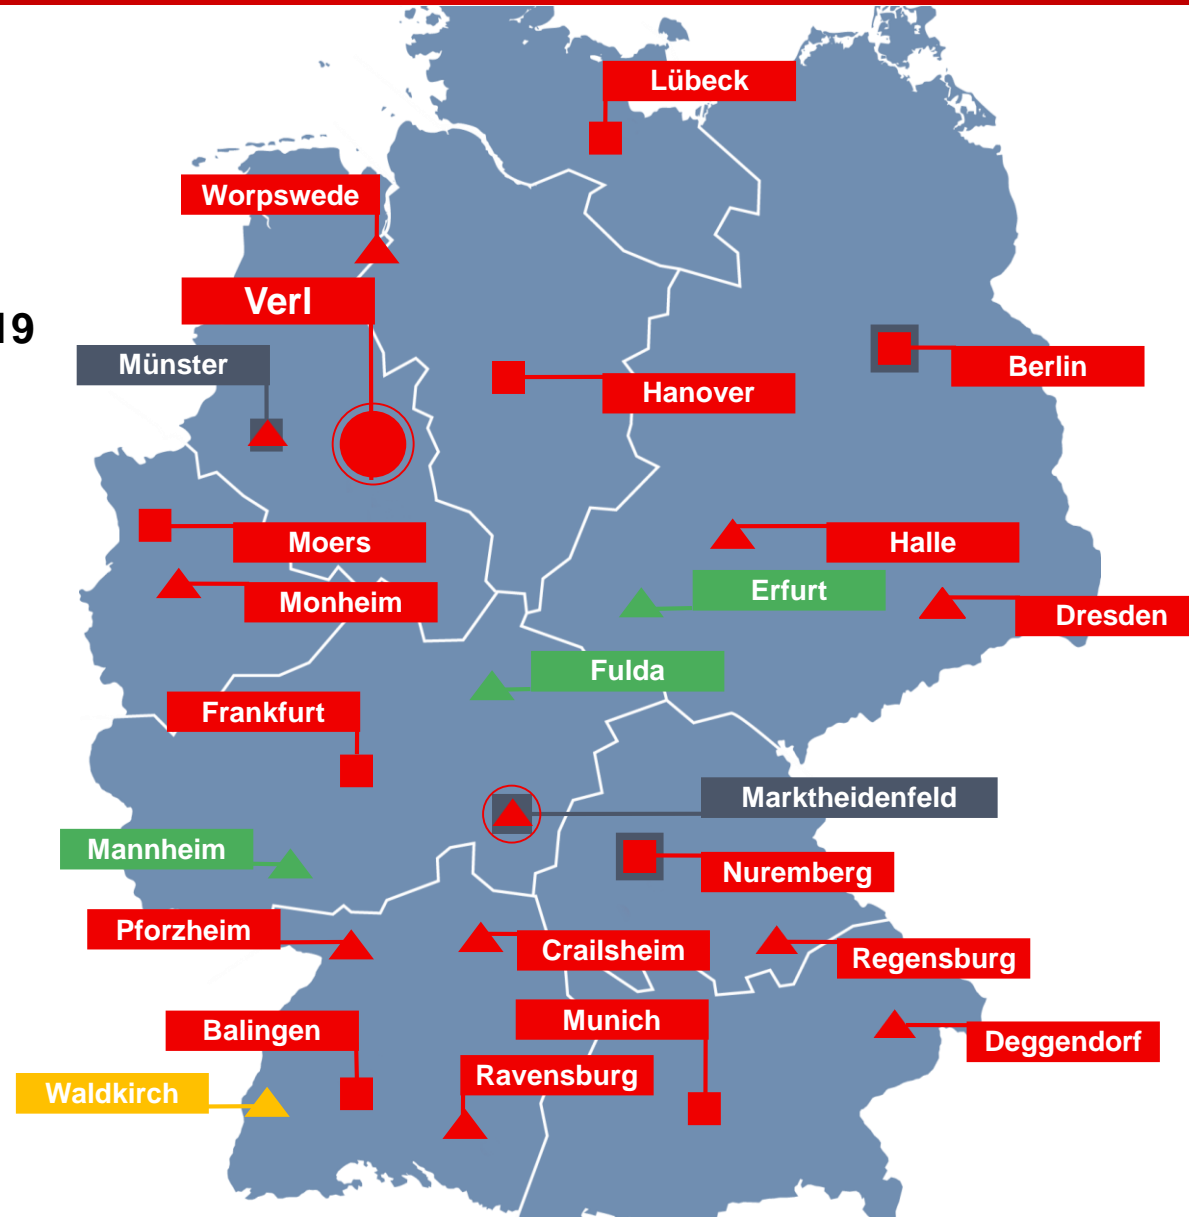 Lübeck
Worpswede
Verl
19
Münster
Berlin
Hanover
Moers
Halle
Erfurt
Monheim
Dresden
Fulda
Frankfurt
Marktheidenfeld
Mannheim
Nuremberg
Pforzheim
Crailsheim
Regensburg
Balingen
Munich
Deggendorf
Ravensburg
Waldkirch